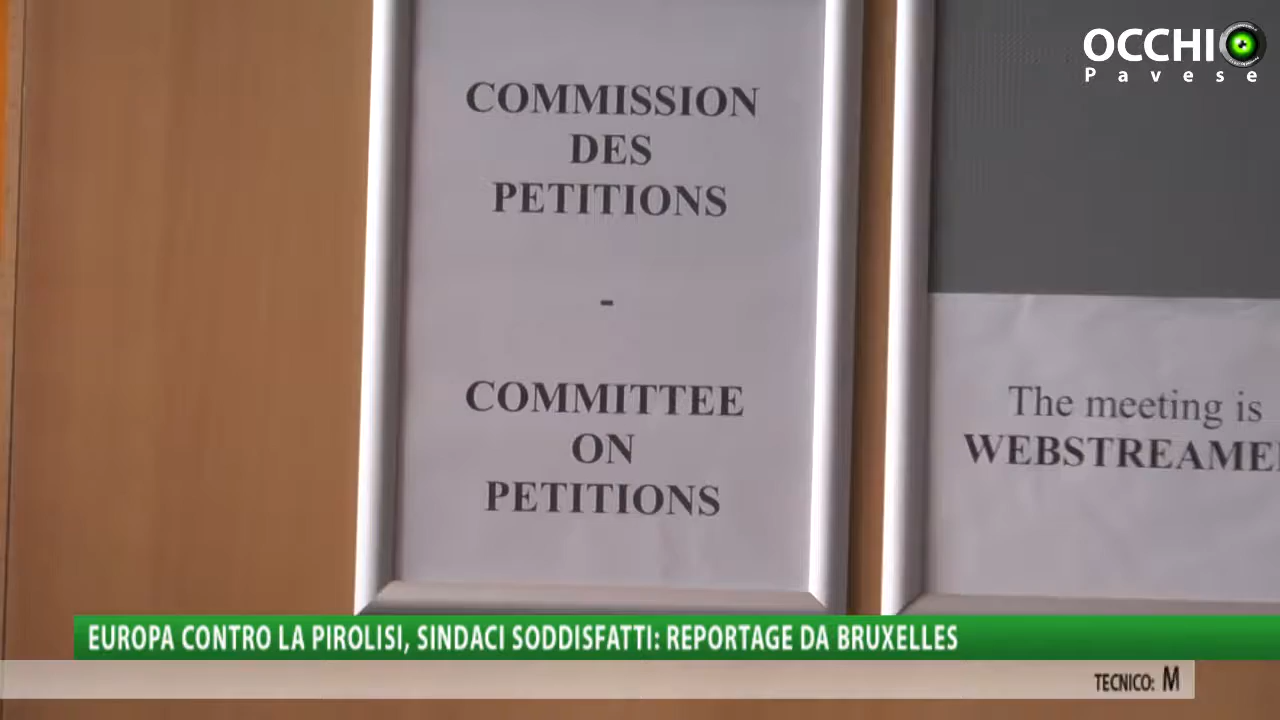 OCCHIO
Pavese
COMMISSION
DES
PETITIONS
-
COMMITTEE
ON
PETITIONS
The meeting is
WEBSTREAME
EUROPA CONTRO LA PIROLISI, SINDACI SODDISFATTI: REPORTAGE DA BRUXELLES
TECNICO: M